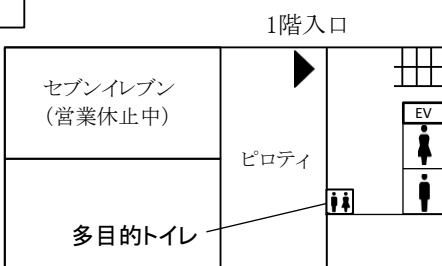 1階入口
セブンイレブン
（営業休止中）
EV
ピロティ
多目的トイレ